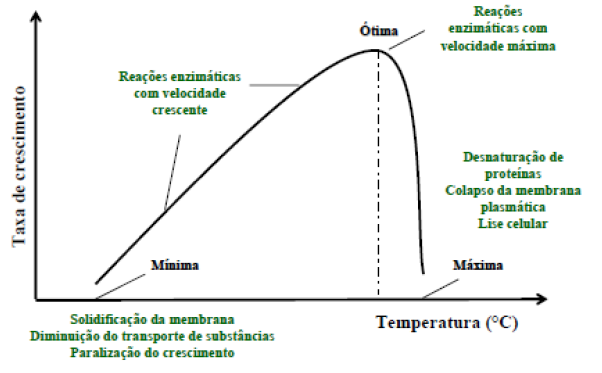 Reações
enzimáticas com
velocidade máxima
Ótima
Reações enzimáticas
com velocidade
crescente
Taxa de crescimento
Desnaturação de
proteínas
Colapso da membrana
plasmática
Lise celular
Mínima
Máxima
Solidificação da membrana
Diminuição do transporte de substâncias
Paralização do crescimento
Temperatura (°C)